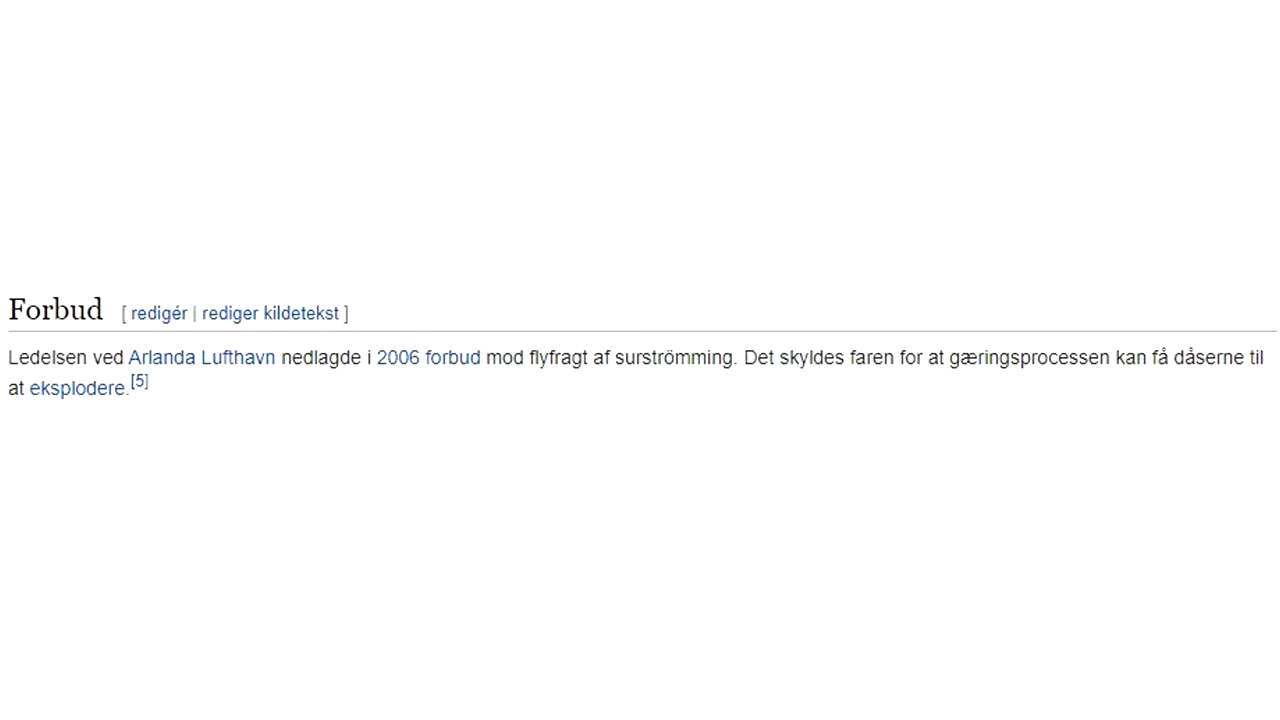 Forbud [ redigér | rediger kildetekst ]
Ledelsen ved Arlanda Lufthavn nedlagde i 2006 forbud mod flyfragt af surströmming. Det skyldes faren for at gæringsprocessen kan få dåserne til
at eksplodere.[5]